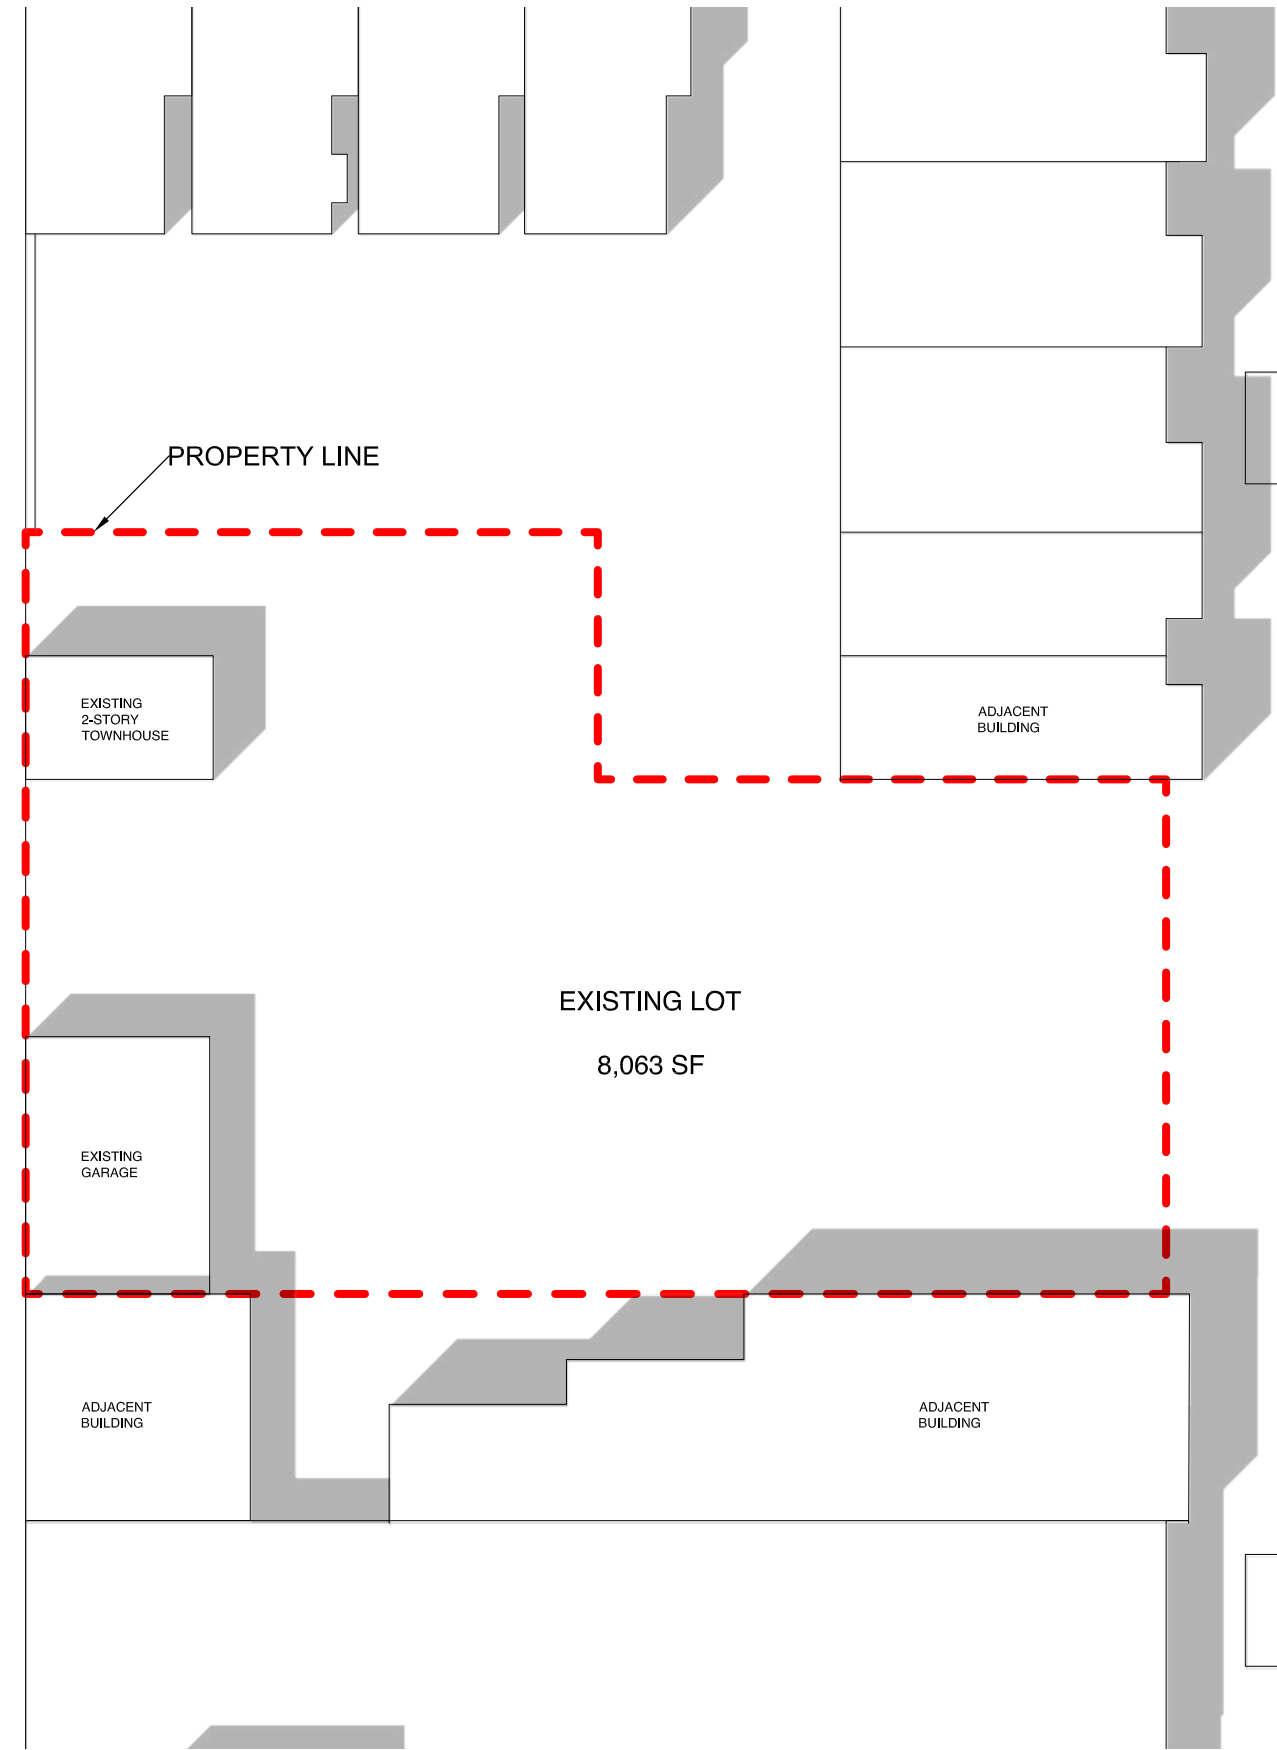 PROPERTY LINE
EXISTING
2-STORY
TOWNHOUSE
ADJACENT
BUILDING
EXISTING LOT
8,063 SF
EXISTING
GARAGE
ADJACENT
BUILDING
ADJACENT
BUILDING